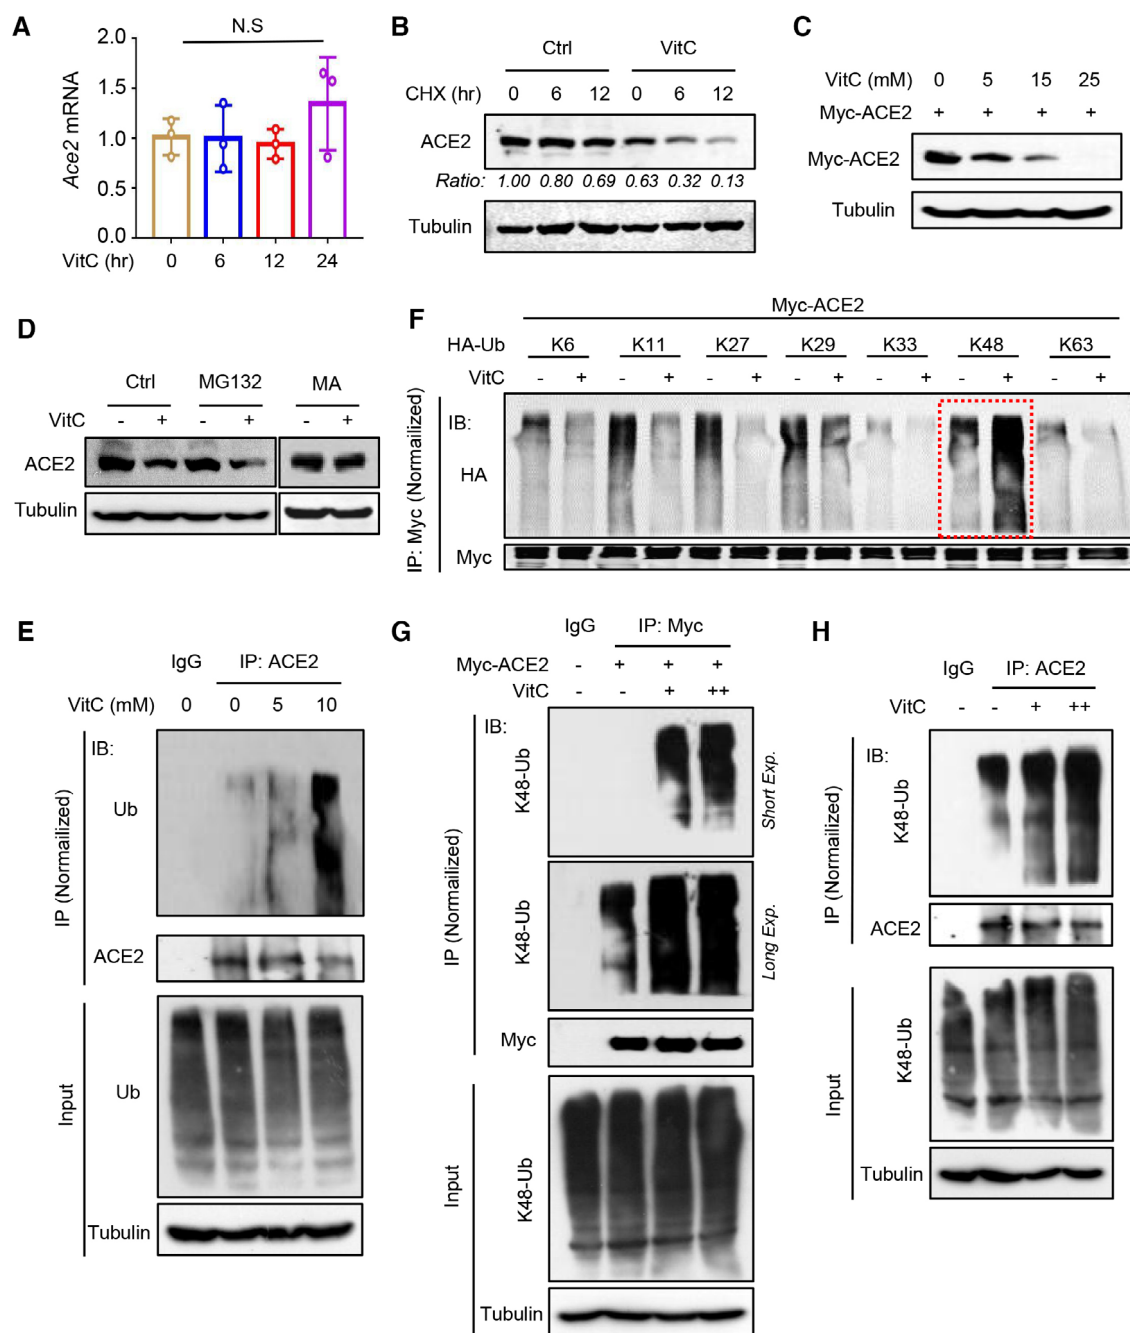 A
N.S
Ace2 mRNA
2.0
1.5
1.0
0.5
0.0
VitC (hr) 0 6 12 24
B
Ctrl VitC
CHX (hr) 0 6 12 0 6 12
ACE2
Ratio: 1.00 0.80 0.69 0.63 0.32 0.13
Tubulin
C
VitC (mM) 0 5 15 25
Myc-ACE2 + + + +
Myc-ACE2
Tubulin
D
Ctrl MG132 MA
VitC - + - + - +
ACE2
Tubulin
F
Myc-ACE2
HA-Ub K6 K11 K27 K29 K33 K48 K63
VitC - + - + - + - + - + - + - +
IP: Myc (Normailized)
IB:
HA
Myc
E
IgG IP: ACE2
VitC (mM) 0 0 5 10
IP (Normailized)
IB:
Ub
ACE2
Input
Ub
Tubulin
G
IgG IP: Myc
Myc-ACE2 - + + +
VitC - - + ++
IP (Normailized)
IB:
K48-Ub
Short Exp.
K48-Ub
Long Exp.
Myc
Input
K48-Ub
Tubulin
H
IgG IP: ACE2
VitC - - + ++
IP (Normailized)
IB:
K48-Ub
ACE2
Input
K48-Ub
Tubulin